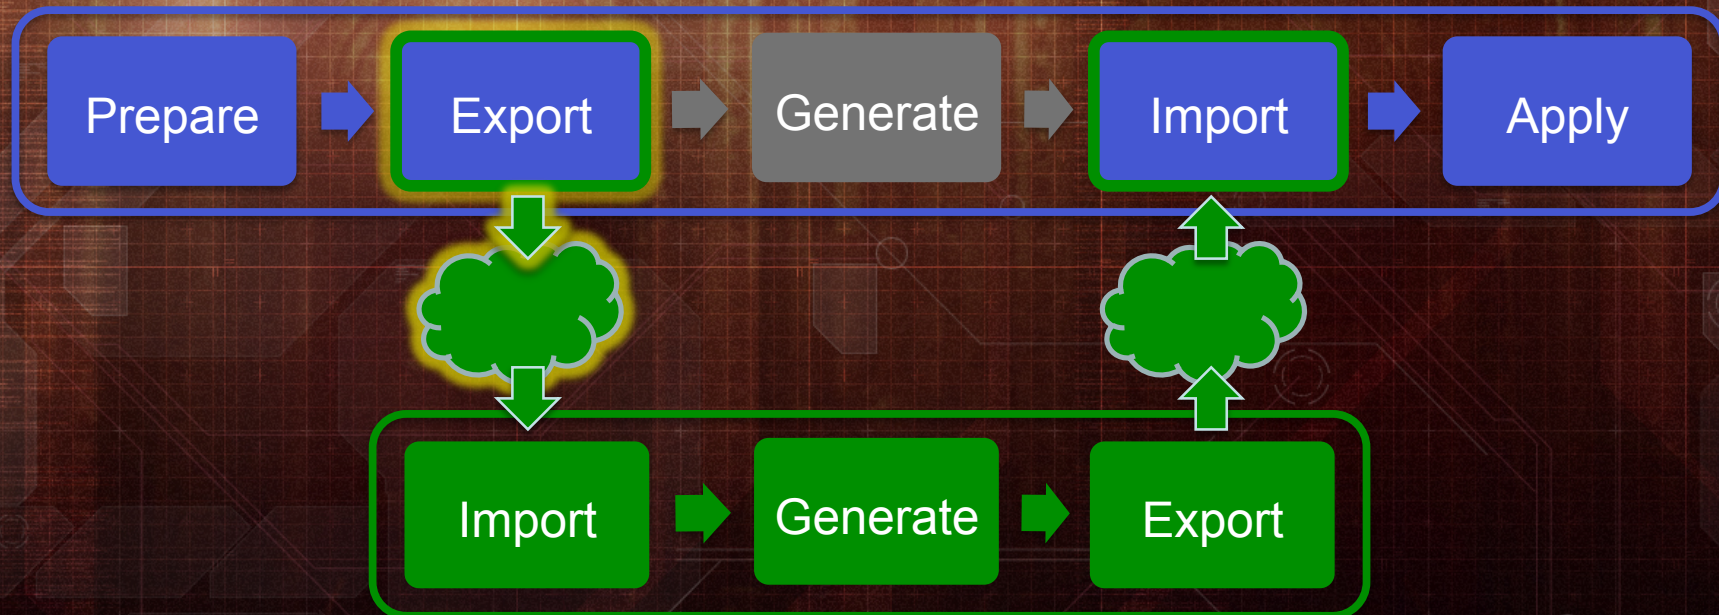 Prepare
Export
Generate
Import
Apply
Import
Generate
Export